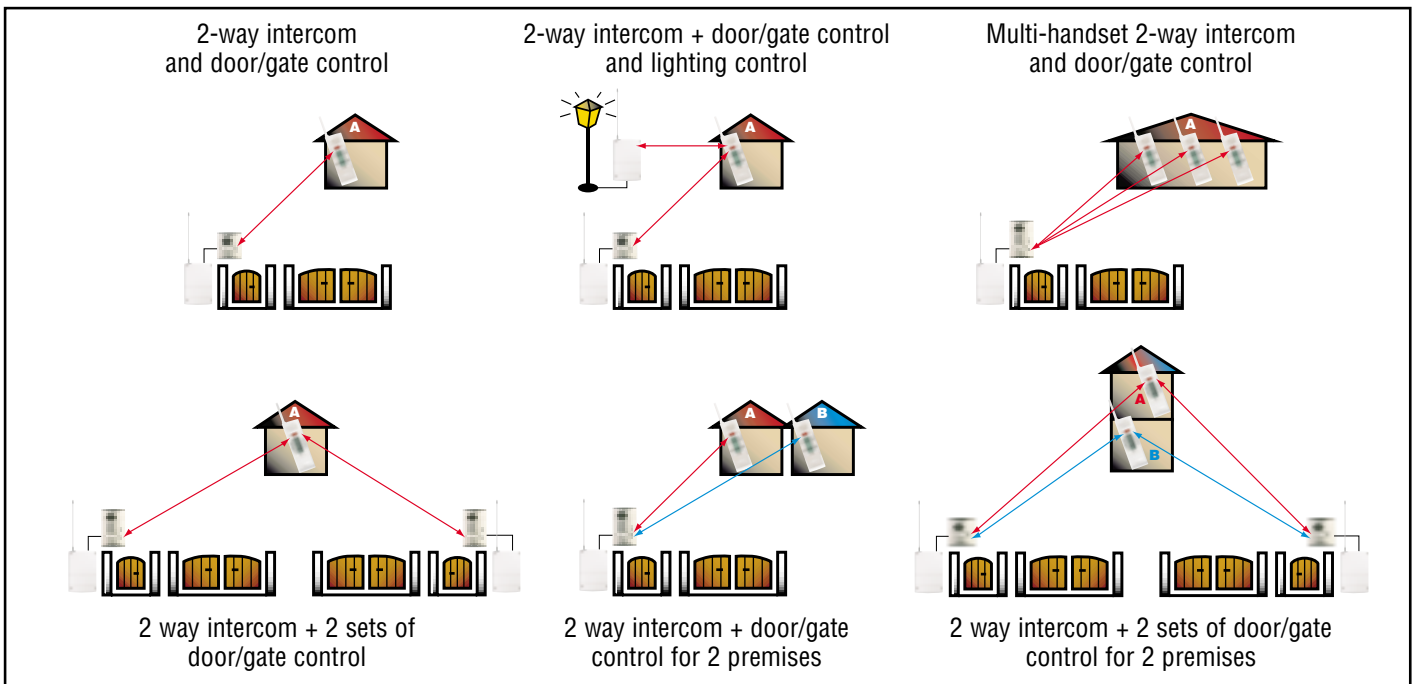 2-way intercom
and door/gate control
2-way intercom + door/gate control
and lighting control
Multi-handset 2-way intercom
and door/gate control
A
A
A
A
A
B
A
B
2 way intercom + 2 sets of
door/gate control
2 way intercom + door/gate
control for 2 premises
2 way intercom + 2 sets of door/gate
control for 2 premises